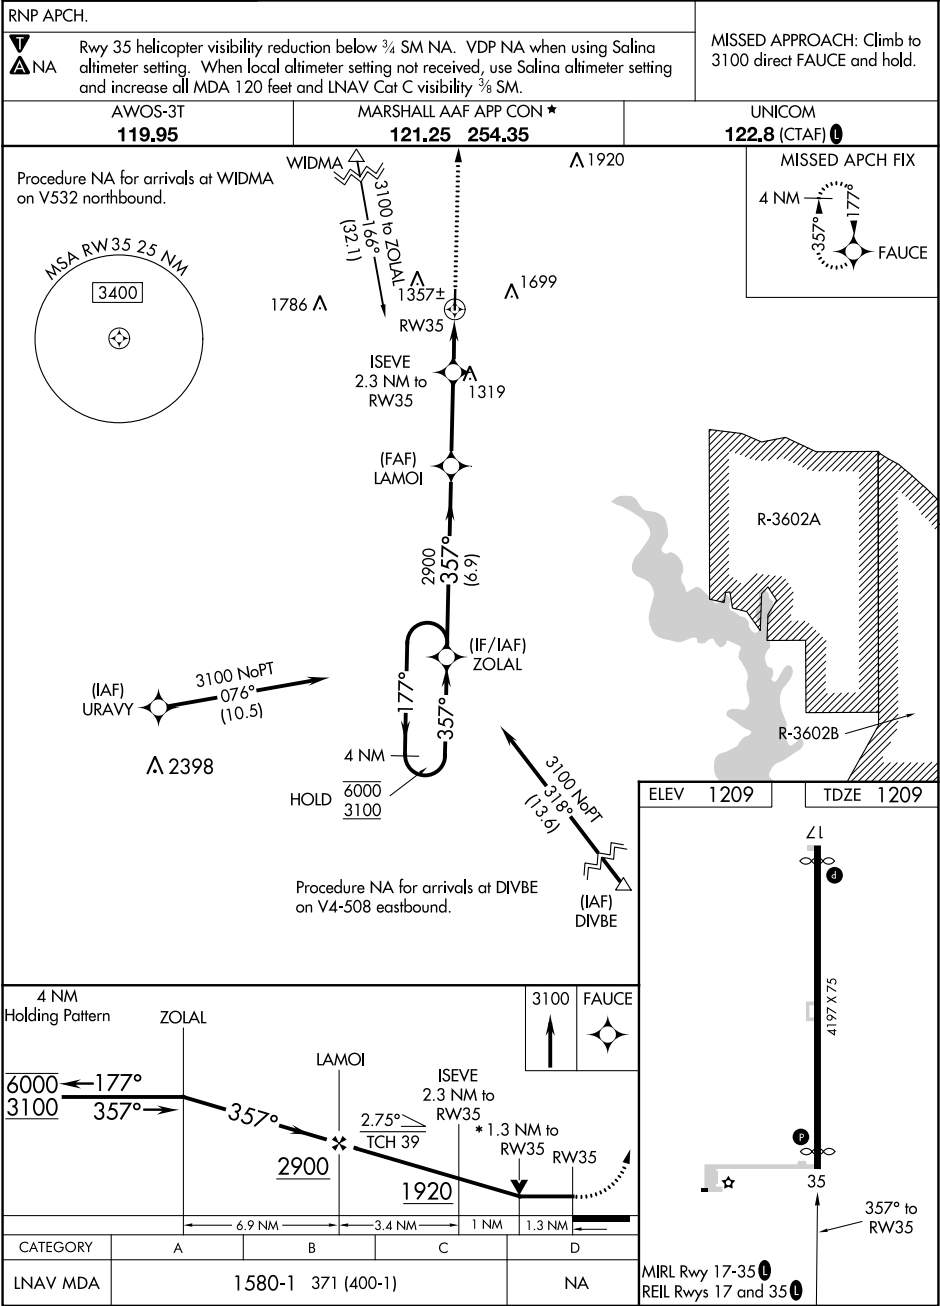 RNP APCH.
T
A NA
Rwy 35 helicopter visibility reduction below ¾ SM NA. VDP NA when using Salina
altimeter setting. When local altimeter setting not received, use Salina altimeter setting
and increase all MDA 120 feet and LNAV Cat C visibility ⅜ SM.
MISSED APPROACH: Climb to
3100 direct FAUCE and hold.
AWOS-3T
119.95
MARSHALL AAF APP CON ★
121.25 254.35
UNICOM
122.8 (CTAF) L
Procedure NA for arrivals at WIDMA
on V532 northbound.
WIDMA
3100 to ZOLAL
166°
(32.1)
1920
MISSED APCH FIX
4 NM
357°
177°
FAUCE
MSA RW35 25 NM
3400
1786
1357±
1699
RW35
ISEVE
2.3 NM to
RW35
1319
(FAF)
LAMOI
2900
357°
(6.9)
R-3602A
(IF/IAF)
ZOLAL
(IAF)
URAVY
3100 NoPT
076°
(10.5)
177°
357°
2398
4 NM
HOLD
6000
3100
R-3602B
3100 NoPT
318°
(13.6)
(IAF)
DIVBE
Procedure NA for arrivals at DIVBE
on V4-508 eastbound.
ELEV 1209
TDZE 1209
17
P
4197 X 75
P
35
357° to
RW35
MIRL Rwy 17-35 L
REIL Rwys 17 and 35 L
4 NM
Holding Pattern
ZOLAL
3100
FAUCE
LAMOI
6000
177°
3100
357°
357°
2.75°
TCH 39
ISEVE
2.3 NM to
RW35
* 1.3 NM to
RW35
RW35
2900
1920
6.9 NM
3.4 NM
1 NM
1.3 NM
CATEGORY A B C D
LNAV MDA 1580-1 371 (400-1) NA